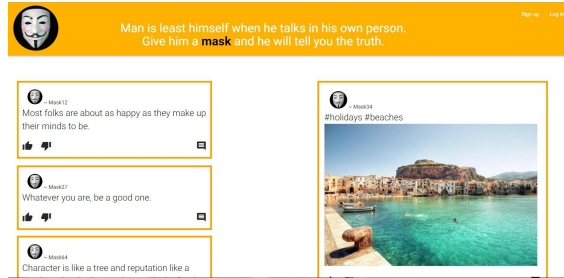 Sign up Log In
Man is least himself when he talks in his own person.
Give him a mask and he will tell you the truth.
~ Mask12
Most folks are about as happy as they make up
their minds to be.
~ Mask27
Whatever you are, be a good one.
~ Mask64
Character is like a tree and reputation like a
~ Mask34
#holidays #beaches